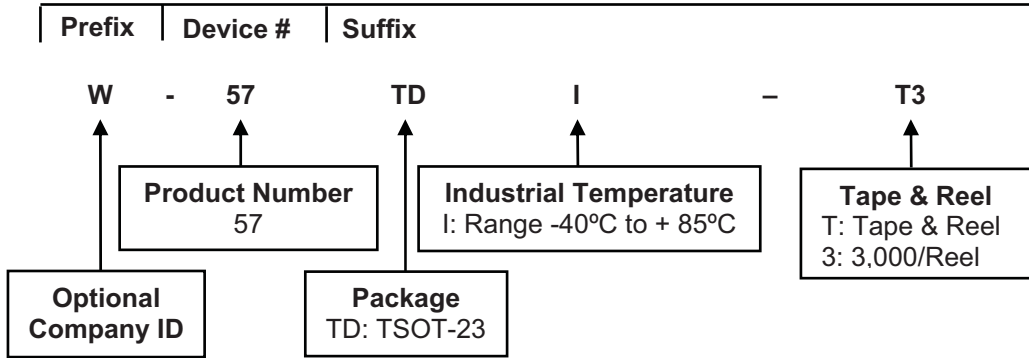 Prefix Device # Suffix
W - 57 TD I – T3
Product Number
57
Industrial Temperature
I: Range -40ºC to + 85ºC
Tape & Reel
T: Tape & Reel
3: 3,000/Reel
Optional
Company ID
Package
TD: TSOT-23